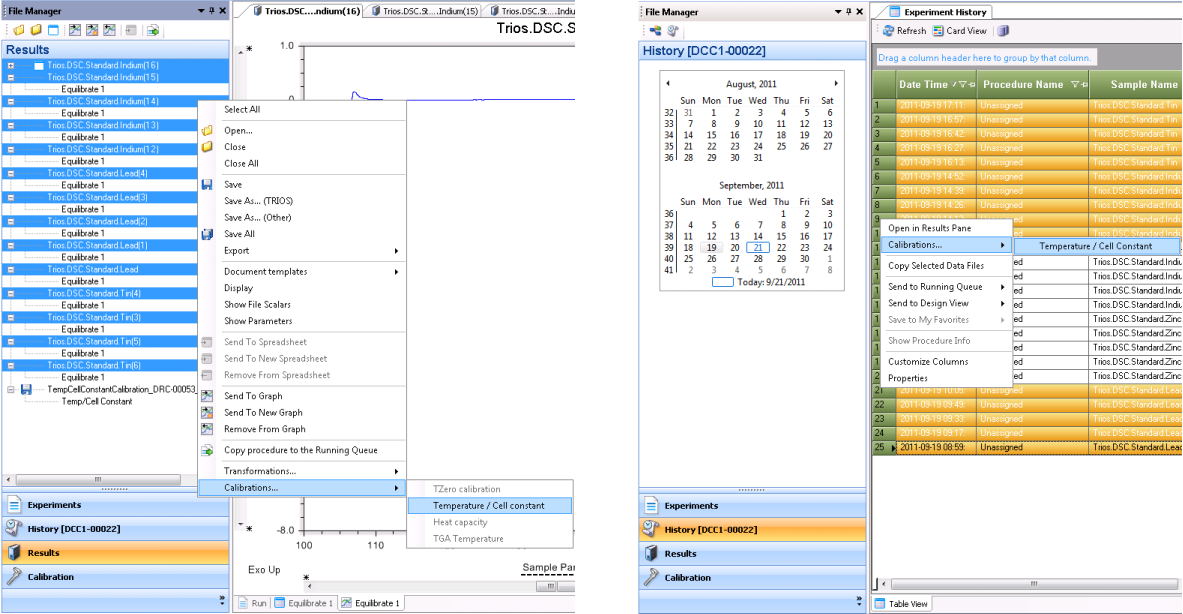 File Manager
Results
Trios.DSC.Standard.Indium(16)
Trios.DSC.Standard.Indium(15)
Equilibrate 1
Trios.DSC.Standard.Indium(14)
Equilibrate 1
Trios.DSC.Standard.Indium(13)
Equilibrate 1
Trios.DSC.Standard.Indium(12)
Equilibrate 1
Trios.DSC.Standard.Lead(4)
Equilibrate 1
Trios.DSC.Standard.Lead(3)
Equilibrate 1
Trios.DSC.Standard.Lead(2)
Equilibrate 1
Trios.DSC.Standard.Lead(1)
Equilibrate 1
Trios.DSC.Standard.Lead
Equilibrate 1
Trios.DSC.Standard.Tin(4)
Equilibrate 1
Trios.DSC.Standard.Tin(3)
Equilibrate 1
Trios.DSC.Standard.Tin(5)
Equilibrate 1
Trios.DSC.Standard.Tin(6)
Equilibrate 1
TempCellConstantCalibration_DRC-00053_
Temp/Cell Constant
Experiments
History [DCC1-00022]
Results
Calibration
Trios.DSC....ndium(16) Trios.DSC.St....Indium(15) Trios.DSC.St....Indiu
Trios.DSC.S
1.0
0
-8.0
100 110
Exo Up
Sample Par
Run Equilibrate 1 Equilibrate 1
Select All
Open...
Close
Close All
Save
Save As... (TRIOS)
Save As... (Other)
Save All
Export
Document templates
Display
Show File Scalars
Show Parameters
Send To Spreadsheet
Send To New Spreadsheet
Remove From Spreadsheet
Send To Graph
Send To New Graph
Remove From Graph
Copy procedure to the Running Queue
Transformations...
Calibrations...
TZero calibration
Temperature / Cell constant
Heat capacity
TGA Temperature
File Manager
History [DCC1-00022]
August, 2011
Sun Mon Tue Wed Thu Fri Sat
32 31 1 2 3 4 5 6
33 7 8 9 10 11 12 13
34 14 15 16 17 18 19 20
35 21 22 23 24 25 26 27
36 28 29 30 31
September, 2011
Sun Mon Tue Wed Thu Fri Sat
36 1 2 3
37 4 5 6 7 8 9 10
38 11 12 13 14 15 16 17
39 18 19 20 21 22 23 24
40 25 26 27 28 29 30 1
41 2 3 4 5 6 7 8
Today: 9/21/2011
Experiments
History [DCC1-00022]
Results
Calibration
Experiment History
Refresh Card View
Drag a column header here to group by that column.
Date Time Procedure Name Sample Name
1 2011-09-19 17:11: Unassigned Trios.DSC.Standard.Tin
2 2011-09-19 16:57: Unassigned Trios.DSC.Standard.Tin
3 2011-09-19 16:42: Unassigned Trios.DSC.Standard.Tin
4 2011-09-19 16:27: Unassigned Trios.DSC.Standard.Tin
5 2011-09-19 16:13: Unassigned Trios.DSC.Standard.Tin
6 2011-09-19 14:52: Unassigned Trios.DSC.Standard.Indiu
7 2011-09-19 14:39: Unassigned Trios.DSC.Standard.Indiu
8 2011-09-19 14:26: Unassigned Trios.DSC.Standard.Indiu
9 ed Trios.DSC.Standard.Indiu
1
1 ed Trios.DSC.Standard.Indiu
1 ed Trios.DSC.Standard.Indiu
1 ed Trios.DSC.Standard.Indiu
1 ed Trios.DSC.Standard.Indiu
1 ed Trios.DSC.Standard.Zinc
1 ed Trios.DSC.Standard.Zinc
1 ed Trios.DSC.Standard.Zinc
1 ed Trios.DSC.Standard.Zinc
2 ed Trios.DSC.Standard.Zinc
21 2011-09-19 10:05: Unassigned Trios.DSC.Standard.Lead
22 2011-09-19 09:49: Unassigned Trios.DSC.Standard.Lead
23 2011-09-19 09:33: Unassigned Trios.DSC.Standard.Lead
24 2011-09-19 09:17: Unassigned Trios.DSC.Standard.Lead
25 2011-09-19 08:59: Unassigned Trios.DSC.Standard.Lead
Open in Results Pane
Calibrations...
Temperature / Cell Constant
Copy Selected Data Files
Send to Running Queue
Send to Design View
Save to My Favorites
Show Procedure Info
Customize Columns
Properties
Table View